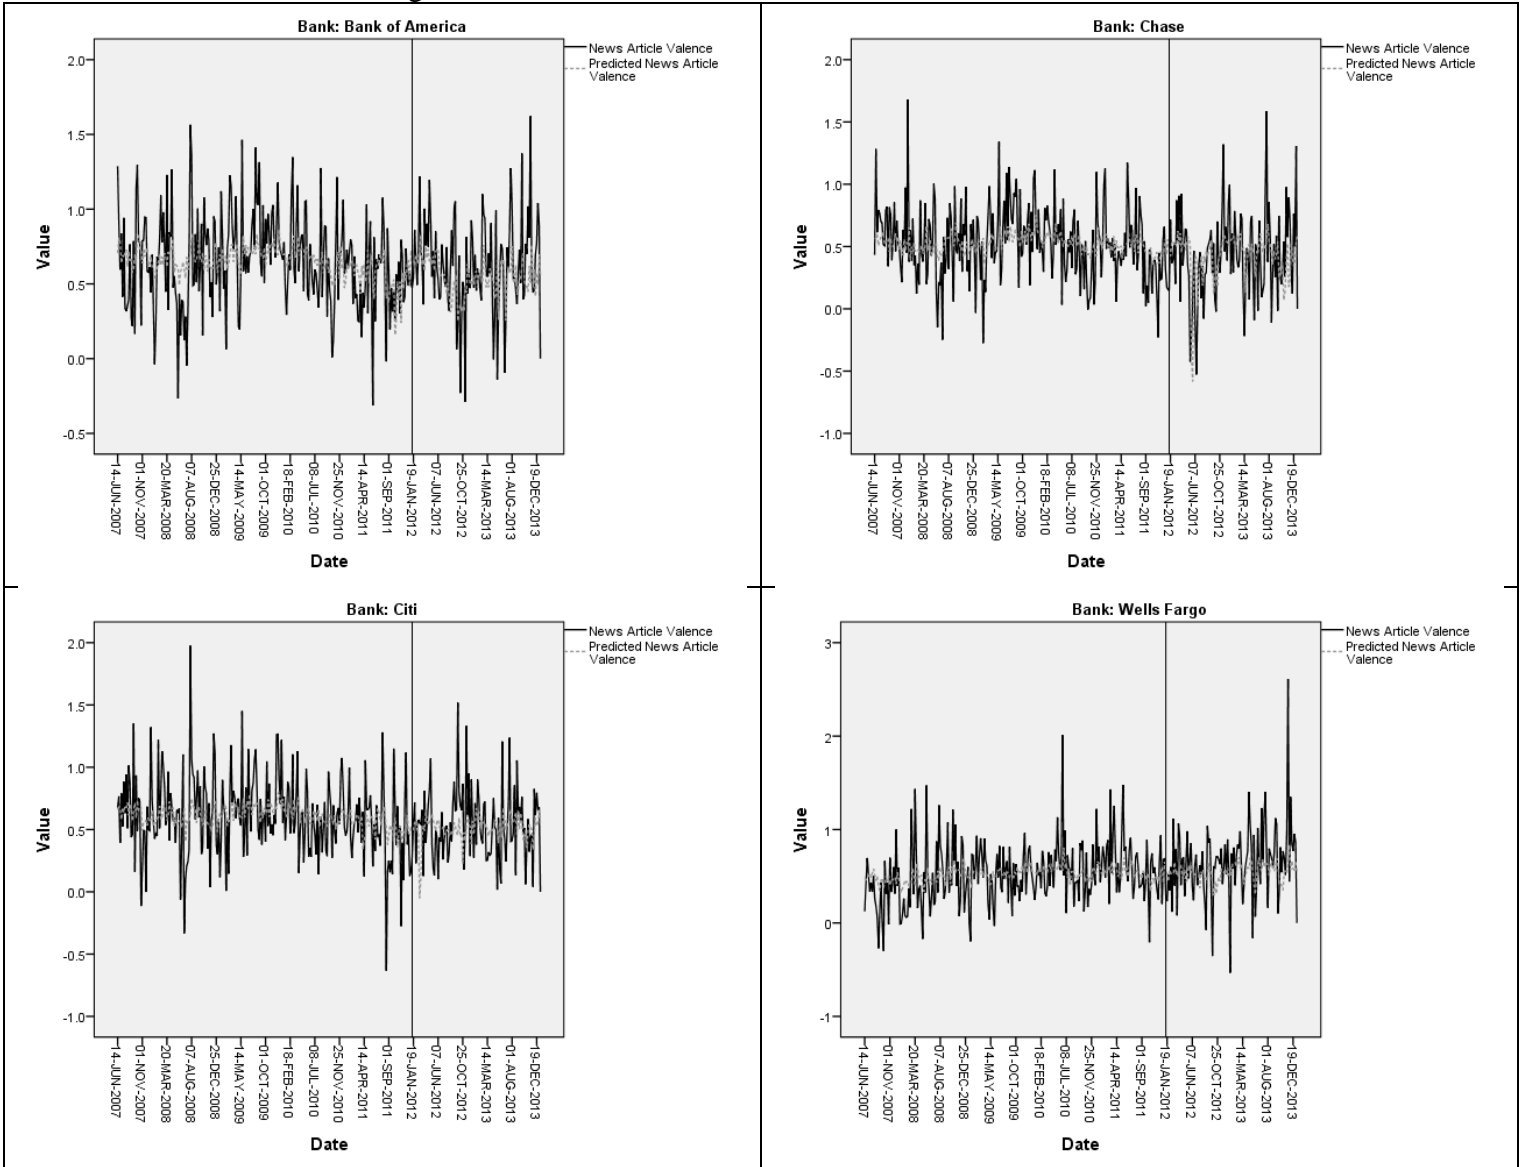 Bank: Bank of America
News Article Valence
Predicted News Article
Valence
2.0
1.5
1.0
0.5
0.0
-0.5
Value
14-JUN-2007
01-NOV-2007
20-MAR-2008
07-AUG-2008
25-DEC-2008
14-MAY-2009
01-OCT-2009
18-FEB-2010
08-JUL-2010
25-NOV-2010
14-APR-2011
01-SEP-2011
19-JAN-2012
07-JUN-2012
25-OCT-2012
14-MAR-2013
01-AUG-2013
19-DEC-2013
Date
Bank: Chase
News Article Valence
Predicted News Article
Valence
2.0
1.5
1.0
0.5
0.0
-0.5
-1.0
Value
14-JUN-2007
01-NOV-2007
20-MAR-2008
07-AUG-2008
25-DEC-2008
14-MAY-2009
01-OCT-2009
18-FEB-2010
08-JUL-2010
25-NOV-2010
14-APR-2011
01-SEP-2011
19-JAN-2012
07-JUN-2012
25-OCT-2012
14-MAR-2013
01-AUG-2013
19-DEC-2013
Date
Bank: Citi
News Article Valence
Predicted News Article
Valence
2.0
1.5
1.0
0.5
0.0
-0.5
-1.0
Value
14-JUN-2007
01-NOV-2007
20-MAR-2008
07-AUG-2008
25-DEC-2008
14-MAY-2009
01-OCT-2009
18-FEB-2010
08-JUL-2010
25-NOV-2010
14-APR-2011
01-SEP-2011
19-JAN-2012
07-JUN-2012
25-OCT-2012
14-MAR-2013
01-AUG-2013
19-DEC-2013
Date
Bank: Wells Fargo
News Article Valence
Predicted News Article
Valence
3
2
1
0
-1
Value
14-JUN-2007
01-NOV-2007
20-MAR-2008
07-AUG-2008
25-DEC-2008
14-MAY-2009
01-OCT-2009
18-FEB-2010
08-JUL-2010
25-NOV-2010
14-APR-2011
01-SEP-2011
19-JAN-2012
07-JUN-2012
25-OCT-2012
14-MAR-2013
01-AUG-2013
19-DEC-2013
Date